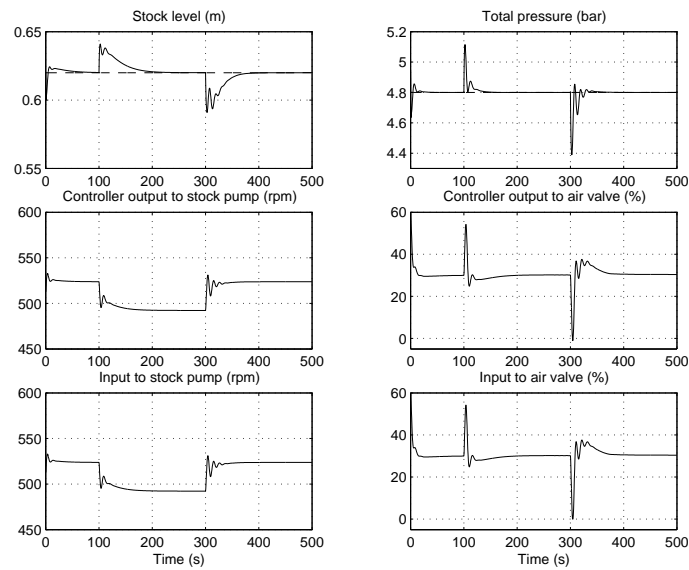 Stock level (m)
0.65
0.6
0.55
0 100 200 300 400 500
Total pressure (bar)
5.2
5
4.8
4.6
4.4
0 100 200 300 400 500
Controller output to stock pump (rpm)
600
550
500
450
0 100 200 300 400 500
Controller output to air valve (%)
60
40
20
0
0 100 200 300 400 500
Input to stock pump (rpm)
600
550
500
450
0 100 200 300 400 500
Time (s)
Input to air valve (%)
60
40
20
0
0 100 200 300 400 500
Time (s)